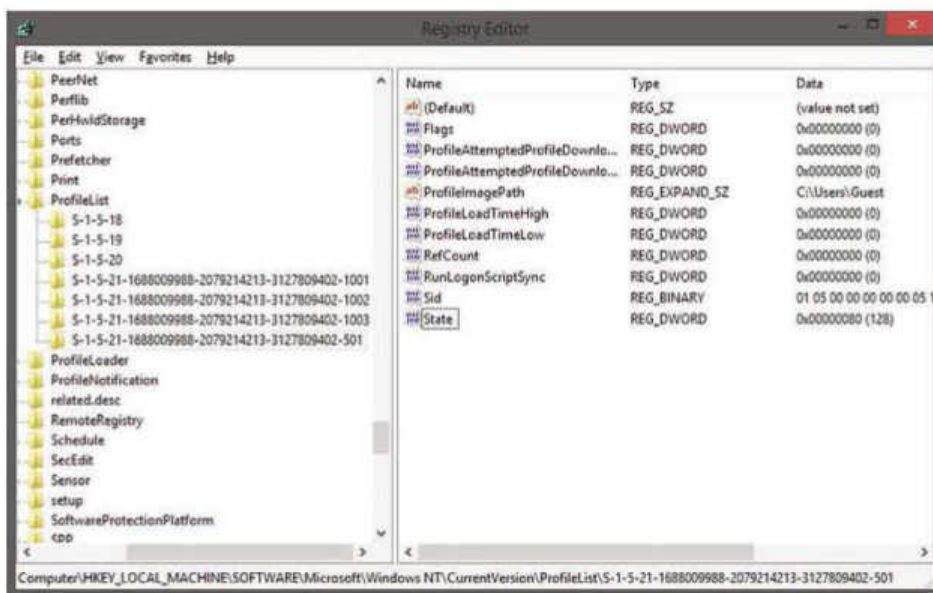 Registry Editor
File Edit View Favorites Help
PeerNet
Perflib
PerHwIdStorage
Ports
Prefetcher
Print
ProfileList
S-1-5-18
S-1-5-19
S-1-5-20
S-1-5-21-1688009988-2079214213-3127809402-1001
S-1-5-21-1688009988-2079214213-3127809402-1002
S-1-5-21-1688009988-2079214213-3127809402-1003
S-1-5-21-1688009988-2079214213-3127809402-501
ProfileLoader
ProfileNotification
related.desc
RemoteRegistry
Schedule
SecEdit
Sensor
setup
SoftwareProtectionPlatform
spp
Name Type Data
(Default) REG_SZ (value not set)
Flags REG_DWORD 0x00000000 (0)
ProfileAttemptedProfileDownlo... REG_DWORD 0x00000000 (0)
ProfileAttemptedProfileDownlo... REG_DWORD 0x00000000 (0)
ProfileImagePath REG_EXPAND_SZ C:\Users\Guest
ProfileLoadTimeHigh REG_DWORD 0x00000000 (0)
ProfileLoadTimeLow REG_DWORD 0x00000000 (0)
RefCount REG_DWORD 0x00000000 (0)
RunLogonScriptSync REG_DWORD 0x00000000 (0)
Sid REG_BINARY 01 05 00 00 00 00 00 05 1
State REG_DWORD 0x00000080 (128)
Computer\HKEY_LOCAL_MACHINE\SOFTWARE\Microsoft\Windows NT\CurrentVersion\ProfileList\S-1-5-21-1688009988-2079214213-3127809402-501